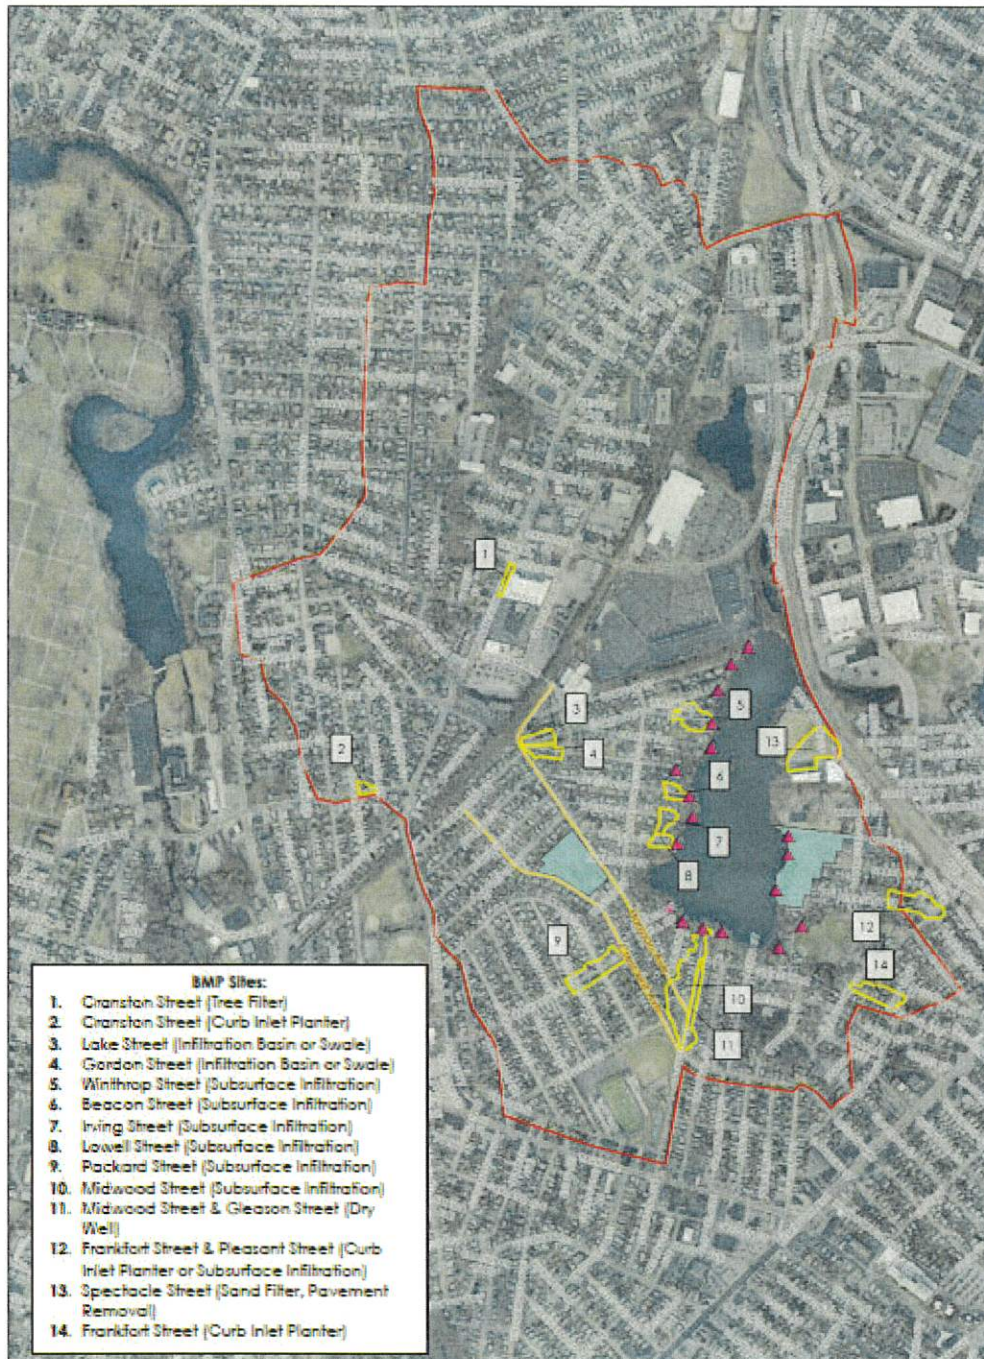 1
2
3
4
5
6
13
7
8
9
12
14
10
11
BMP Sites:
1. Cranston Street (Tree Filter)
2. Cranston Street (Curb Inlet Planter)
3. Lake Street (Infiltration Basin or Swale)
4. Gordon Street (Infiltration Basin or Swale)
5. Winthrop Street (Subsurface Infiltration)
6. Beacon Street (Subsurface Infiltration)
7. Irving Street (Subsurface Infiltration)
8. Lowell Street (Subsurface Infiltration)
9. Packard Street (Subsurface Infiltration)
10. Midwood Street (Subsurface Infiltration)
11. Midwood Street & Gleason Street (Dry
Well)
12. Frankfort Street & Pleasant Street (Curb
Inlet Planter or Subsurface Infiltration)
13. Spectacle Street (Sand Filter, Pavement
Removal)
14. Frankfort Street (Curb Inlet Planter)